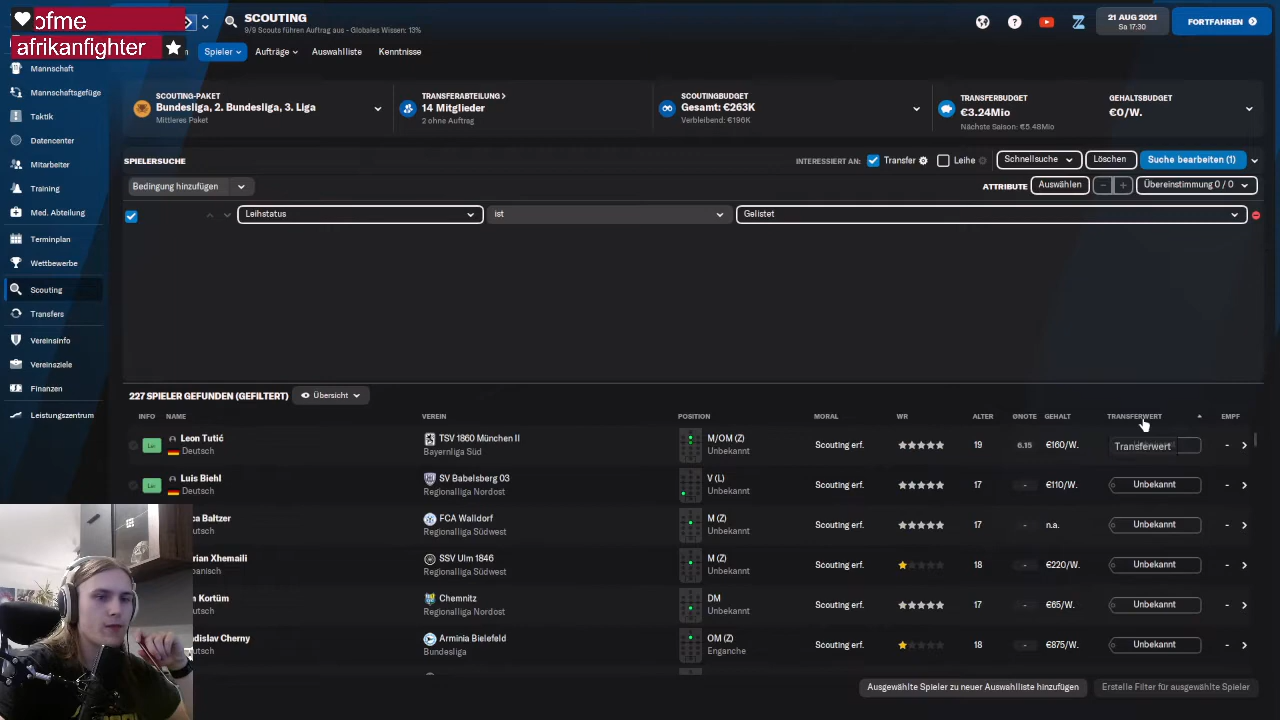 ofme
afrikanfighter
SCOUTING
9/9 Scouts führen Auftrag aus - Globales Wissen: 13%
21 AUG 2021
Sa 17:30
FORTFAHREN
Spieler
Aufträge
Auswahlliste
Kenntnisse
Mannschaft
Mannschaftsgefüge
Taktik
Datencenter
Mitarbeiter
Training
Med. Abteilung
Terminplan
Wettbewerbe
Scouting
Transfers
Vereinsinfo
Vereinsziele
Finanzen
Leistungszentrum
SCOUTING-PAKET
Bundesliga, 2. Bundesliga, 3. Liga
Mittleres Paket
TRANSFERABTEILUNG >
14 Mitglieder
2 ohne Auftrag
SCOUTINGBUDGET
Gesamt: €263K
Verbleibend: €196K
TRANSFERBUDGET
€3.24Mio
Nächste Saison: €5.48Mio
GEHALTSBUDGET
€0/W.
SPIELERSUCHE
INTERESSIERT AN: Transfer Leihe
Schnellsuche
Löschen
Suche bearbeiten (1)
Bedingung hinzufügen
ATTRIBUTE Auswählen - + Übereinstimmung 0 / 0
Leihstatus ist Gelistet
227 SPIELER GEFUNDEN (GEFILTERT) Übersicht
INFO NAME VEREIN POSITION MORAL WR ALTER ØNOTE GEHALT TRANSFERWERT EMPF
Leon Tutić TSV 1860 München II M/OM (Z)
Deutsch Bayernliga Süd Unbekannt Scouting erf. 19 6.15 €160/W. Transferwert -
Luis Biehl SV Babelsberg 03 V (L)
Deutsch Regionalliga Nordost Unbekannt Scouting erf. 17 - €110/W. Unbekannt -
ca Baltzer FCA Walldorf M (Z)
utsch Regionalliga Südwest Unbekannt Scouting erf. 17 - n.a. Unbekannt -
rian Xhemaili SSV Ulm 1846 M (Z)
banisch Regionalliga Südwest Unbekannt Scouting erf. 18 - €220/W. Unbekannt -
n Kortüm Chemnitz DM
utsch Regionalliga Nordost Unbekannt Scouting erf. 17 - €65/W. Unbekannt -
adislav Cherny Arminia Bielefeld OM (Z)
utsch Bundesliga Enganche Scouting erf. 18 - €875/W. Unbekannt -
Ausgewählte Spieler zu neuer Auswahlliste hinzufügen
Erstelle Filter für ausgewählte Spieler